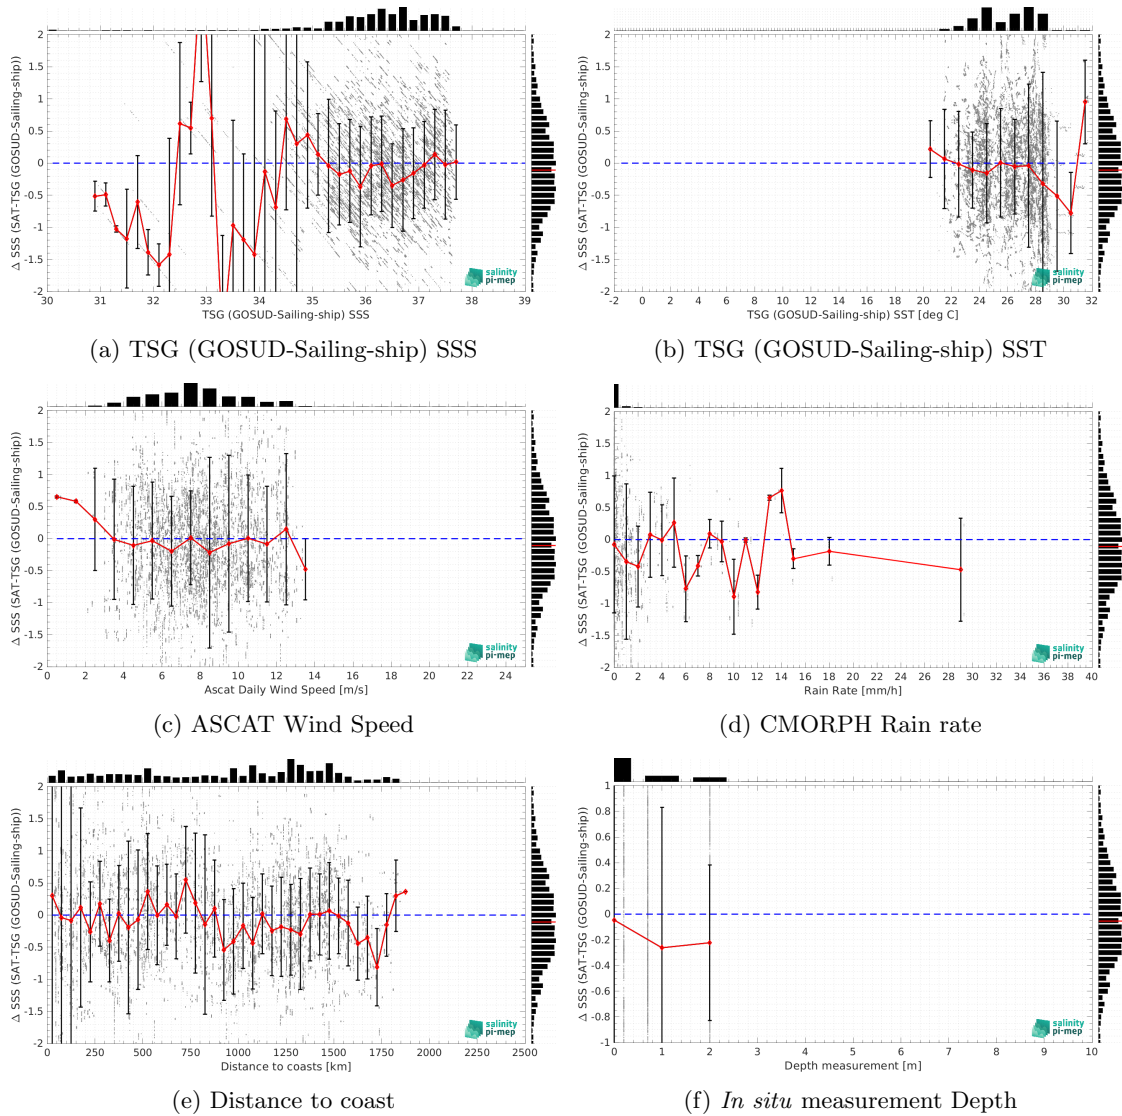 Δ SSS (SAT-TSG (GOSUD-Sailing-ship))
2
1.5
1
0.5
0
-0.5
-1
-1.5
-2
30 31 32 33 34 35 36 37 38 39
TSG (GOSUD-Sailing-ship) SSS
salinity
pi-mep
(a) TSG (GOSUD-Sailing-ship) SSS
Δ SSS (SAT-TSG (GOSUD-Sailing-ship))
2
1.5
1
0.5
0
-0.5
-1
-1.5
-2
-2 0 2 4 6 8 10 12 14 16 18 20 22 24 26 28 30 32
TSG (GOSUD-Sailing-ship) SST [deg C]
salinity
pi-mep
(b) TSG (GOSUD-Sailing-ship) SST
Δ SSS (SAT-TSG (GOSUD-Sailing-ship))
2
1.5
1
0.5
0
-0.5
-1
-1.5
-2
0 2 4 6 8 10 12 14 16 18 20 22 24
Ascat Daily Wind Speed [m/s]
salinity
pi-mep
(c) ASCAT Wind Speed
Δ SSS (SAT-TSG (GOSUD-Sailing-ship))
2
1.5
1
0.5
0
-0.5
-1
-1.5
-2
0 2 4 6 8 10 12 14 16 18 20 22 24 26 28 30 32 34 36 38 40
Rain Rate [mm/h]
salinity
pi-mep
(d) CMORPH Rain rate
Δ SSS (SAT-TSG (GOSUD-Sailing-ship))
2
1.5
1
0.5
0
-0.5
-1
-1.5
-2
0 250 500 750 1000 1250 1500 1750 2000 2250 2500
Distance to coasts [km]
salinity
pi-mep
(e) Distance to coast
Δ SSS (SAT-TSG (GOSUD-Sailing-ship))
1
0.8
0.6
0.4
0.2
0
-0.2
-0.4
-0.6
-0.8
-1
0 1 2 3 4 5 6 7 8 9 10
Depth measurement [m]
salinity
pi-mep
(f) In situ measurement Depth